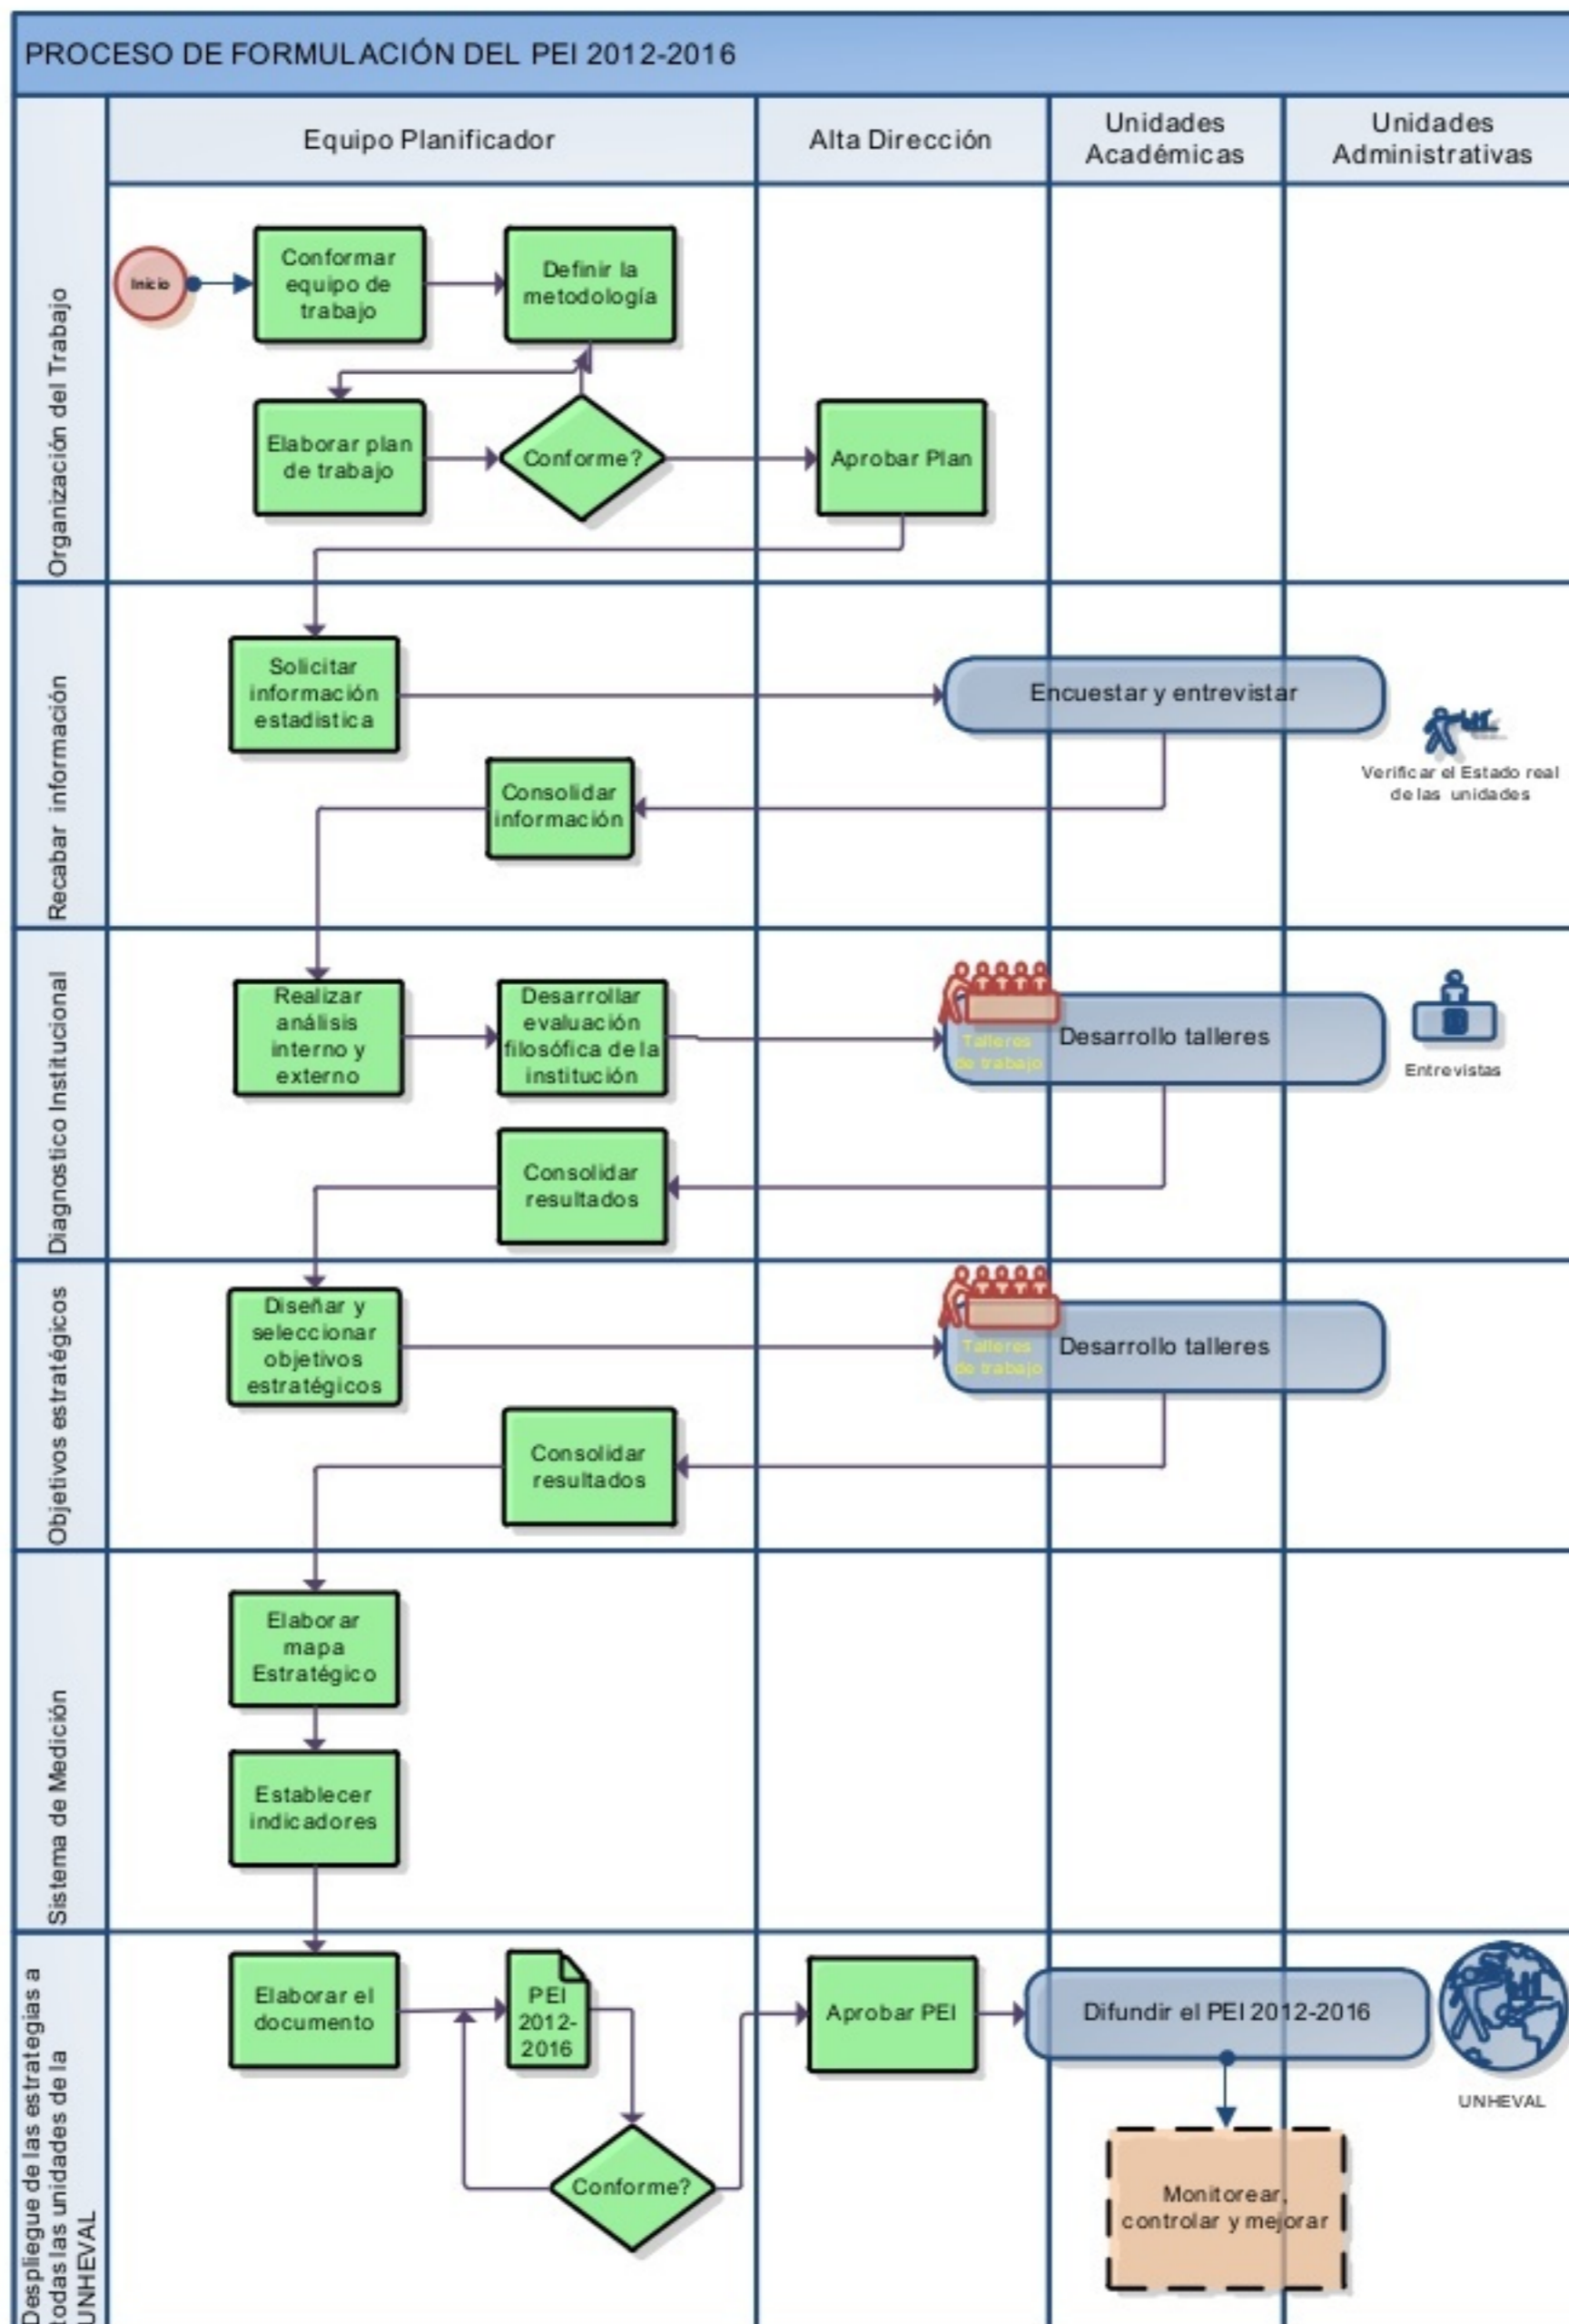 PROCESO DE FORMULACIÓN DEL PEI 2012-2016
Equipo Planificador
Alta Dirección
Unidades
Académicas
Unidades
Administrativas
Organización del Trabajo
Inicio
Conformar
equipo de
trabajo
Definir la
metodología
Elaborar plan
de trabajo
Conforme?
Aprobar Plan
Recabar información
Solicitar
información
estadistica
Encuestar y entrevistar
Verificar el Estado real
de las unidades
Consolidar
información
Diagnostico Institucional
Realizar
análisis
interno y
externo
Desarrollar
evaluación
filosófica de la
institución
Talleres
de trabajo
Desarrollo talleres
Entrevistas
Consolidar
resultados
Objetivos estratégicos
Diseñar y
seleccionar
objetivos
estratégicos
Talleres
de trabajo
Desarrollo talleres
Consolidar
resultados
Sistema de Medición
Elaborar
mapa
Estratégico
Establecer
indicadores
Despliegue de las estrategias a
todas las unidades de la
UNHEVAL
Elaborar el
documento
PEI
2012-
2016
Conforme?
Aprobar PEI
Difundir el PEI 2012-2016
UNHEVAL
Monitorear,
controlar y mejorar